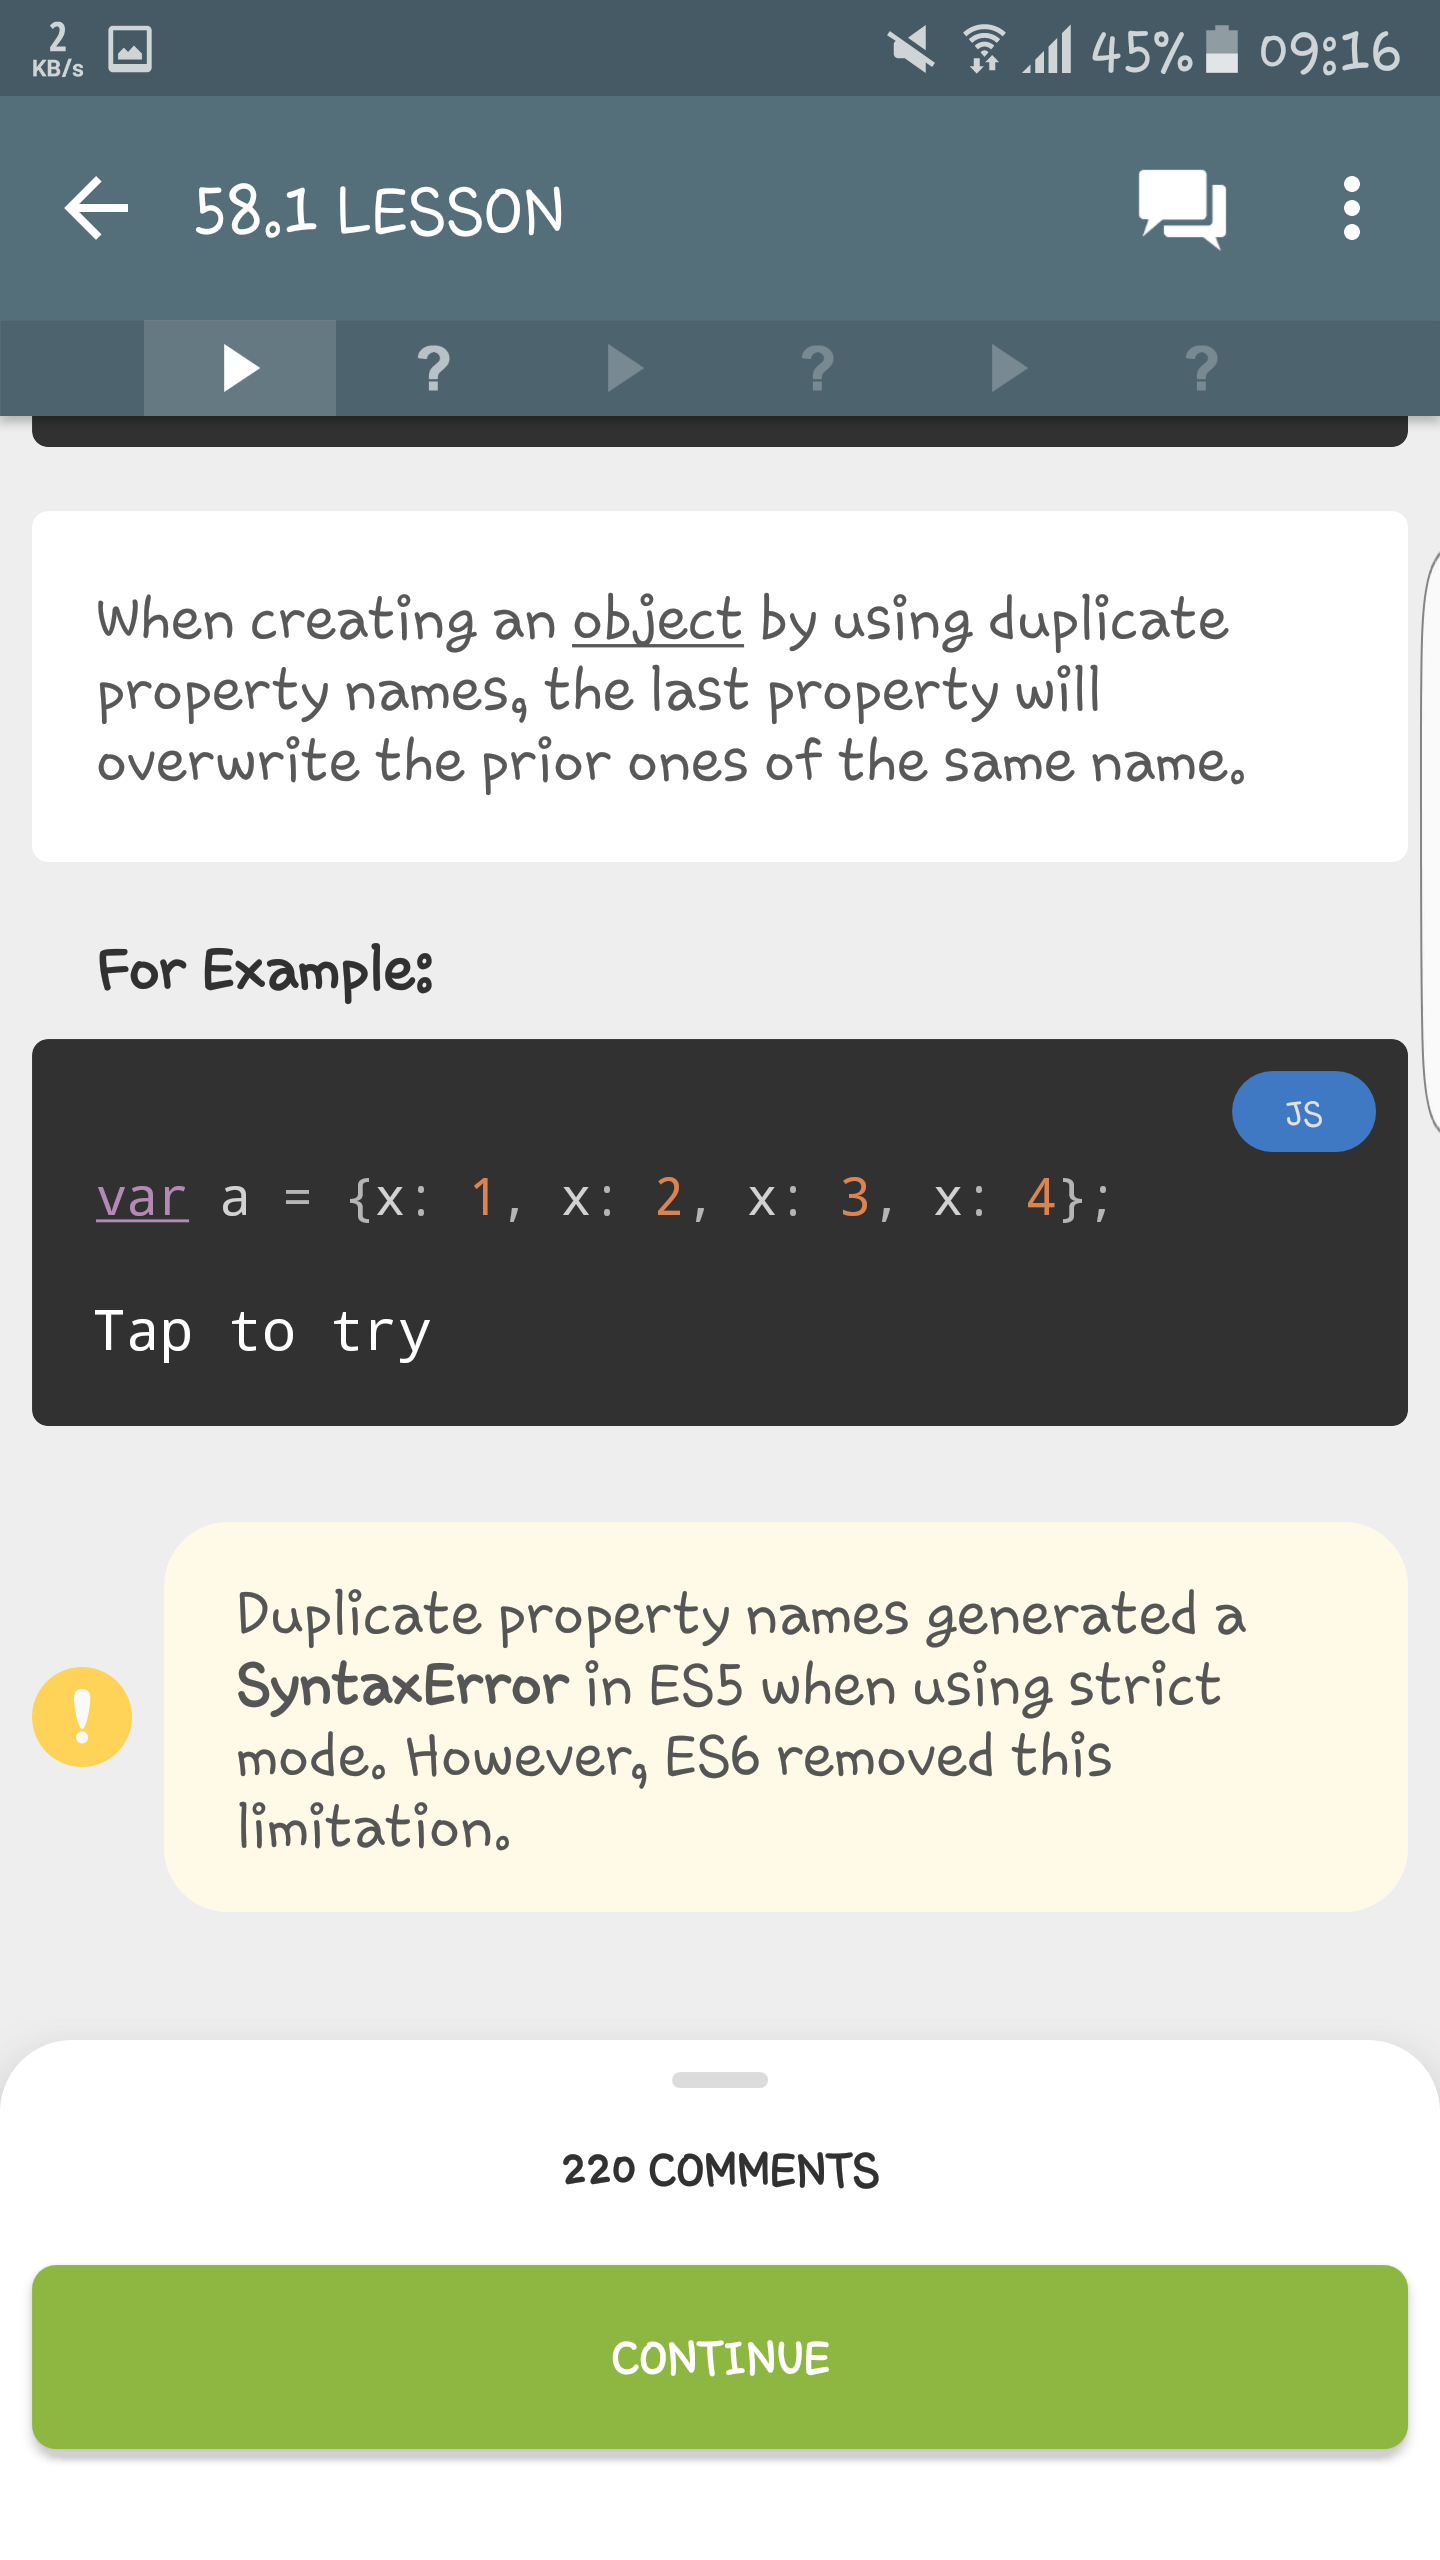 2
KB/s
45% 09:16
58.1 LESSON
? ? ?
When creating an object by using duplicate
property names, the last property will
overwrite the prior ones of the same name.
For Example:
JS
var a = {x: 1, x: 2, x: 3, x: 4};
Tap to try
!
Duplicate property names generated a
SyntaxError in ES5 when using strict
mode. However, ES6 removed this
limitation.
220 COMMENTS
CONTINUE